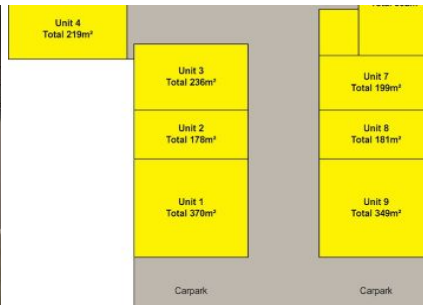 Unit 4
Total 219m²
Unit 3
Total 236m²
Unit 7
Total 199m²
Unit 2
Total 178m²
Unit 8
Total 181m²
Unit 1
Total 370m²
Unit 9
Total 349m²
Carpark
Carpark